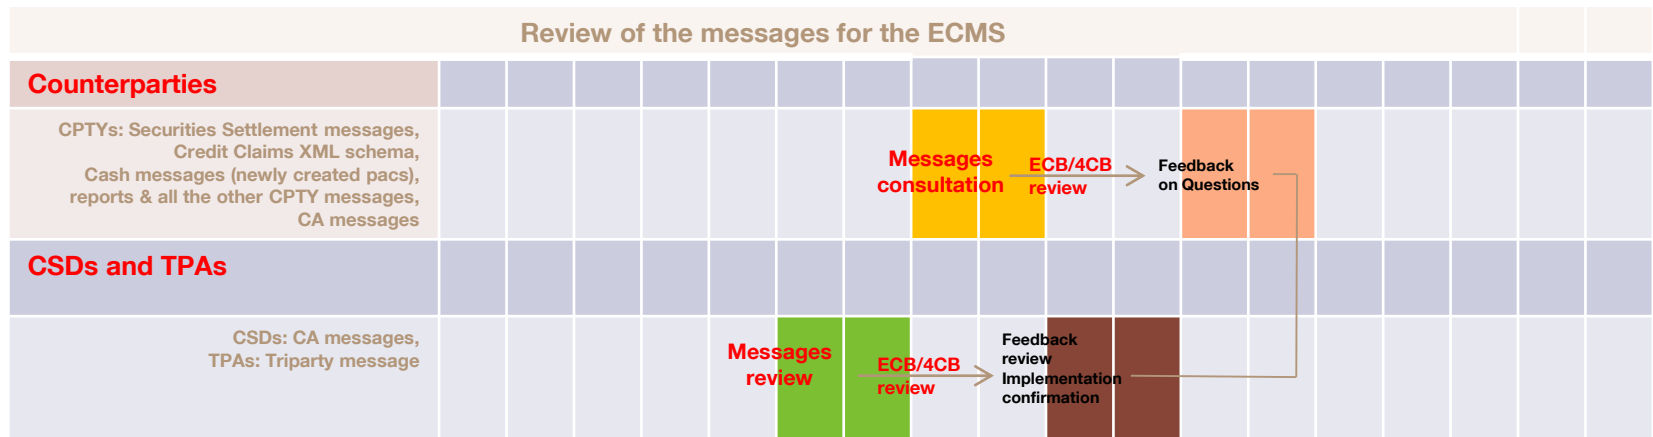 Review of the messages for the ECMS
Counterparties
CPTYs: Securities Settlement messages,
Credit Claims XML schema,
Cash messages (newly created pacs),
reports & all the other CPTY messages,
CA messages
Messages
consultation
ECB/4CB
review
Feedback
on Questions
CSDs and TPAs
CSDs: CA messages,
TPAs: Triparty message
Messages
review
ECB/4CB
review
Feedback
review
Implementation
confirmation